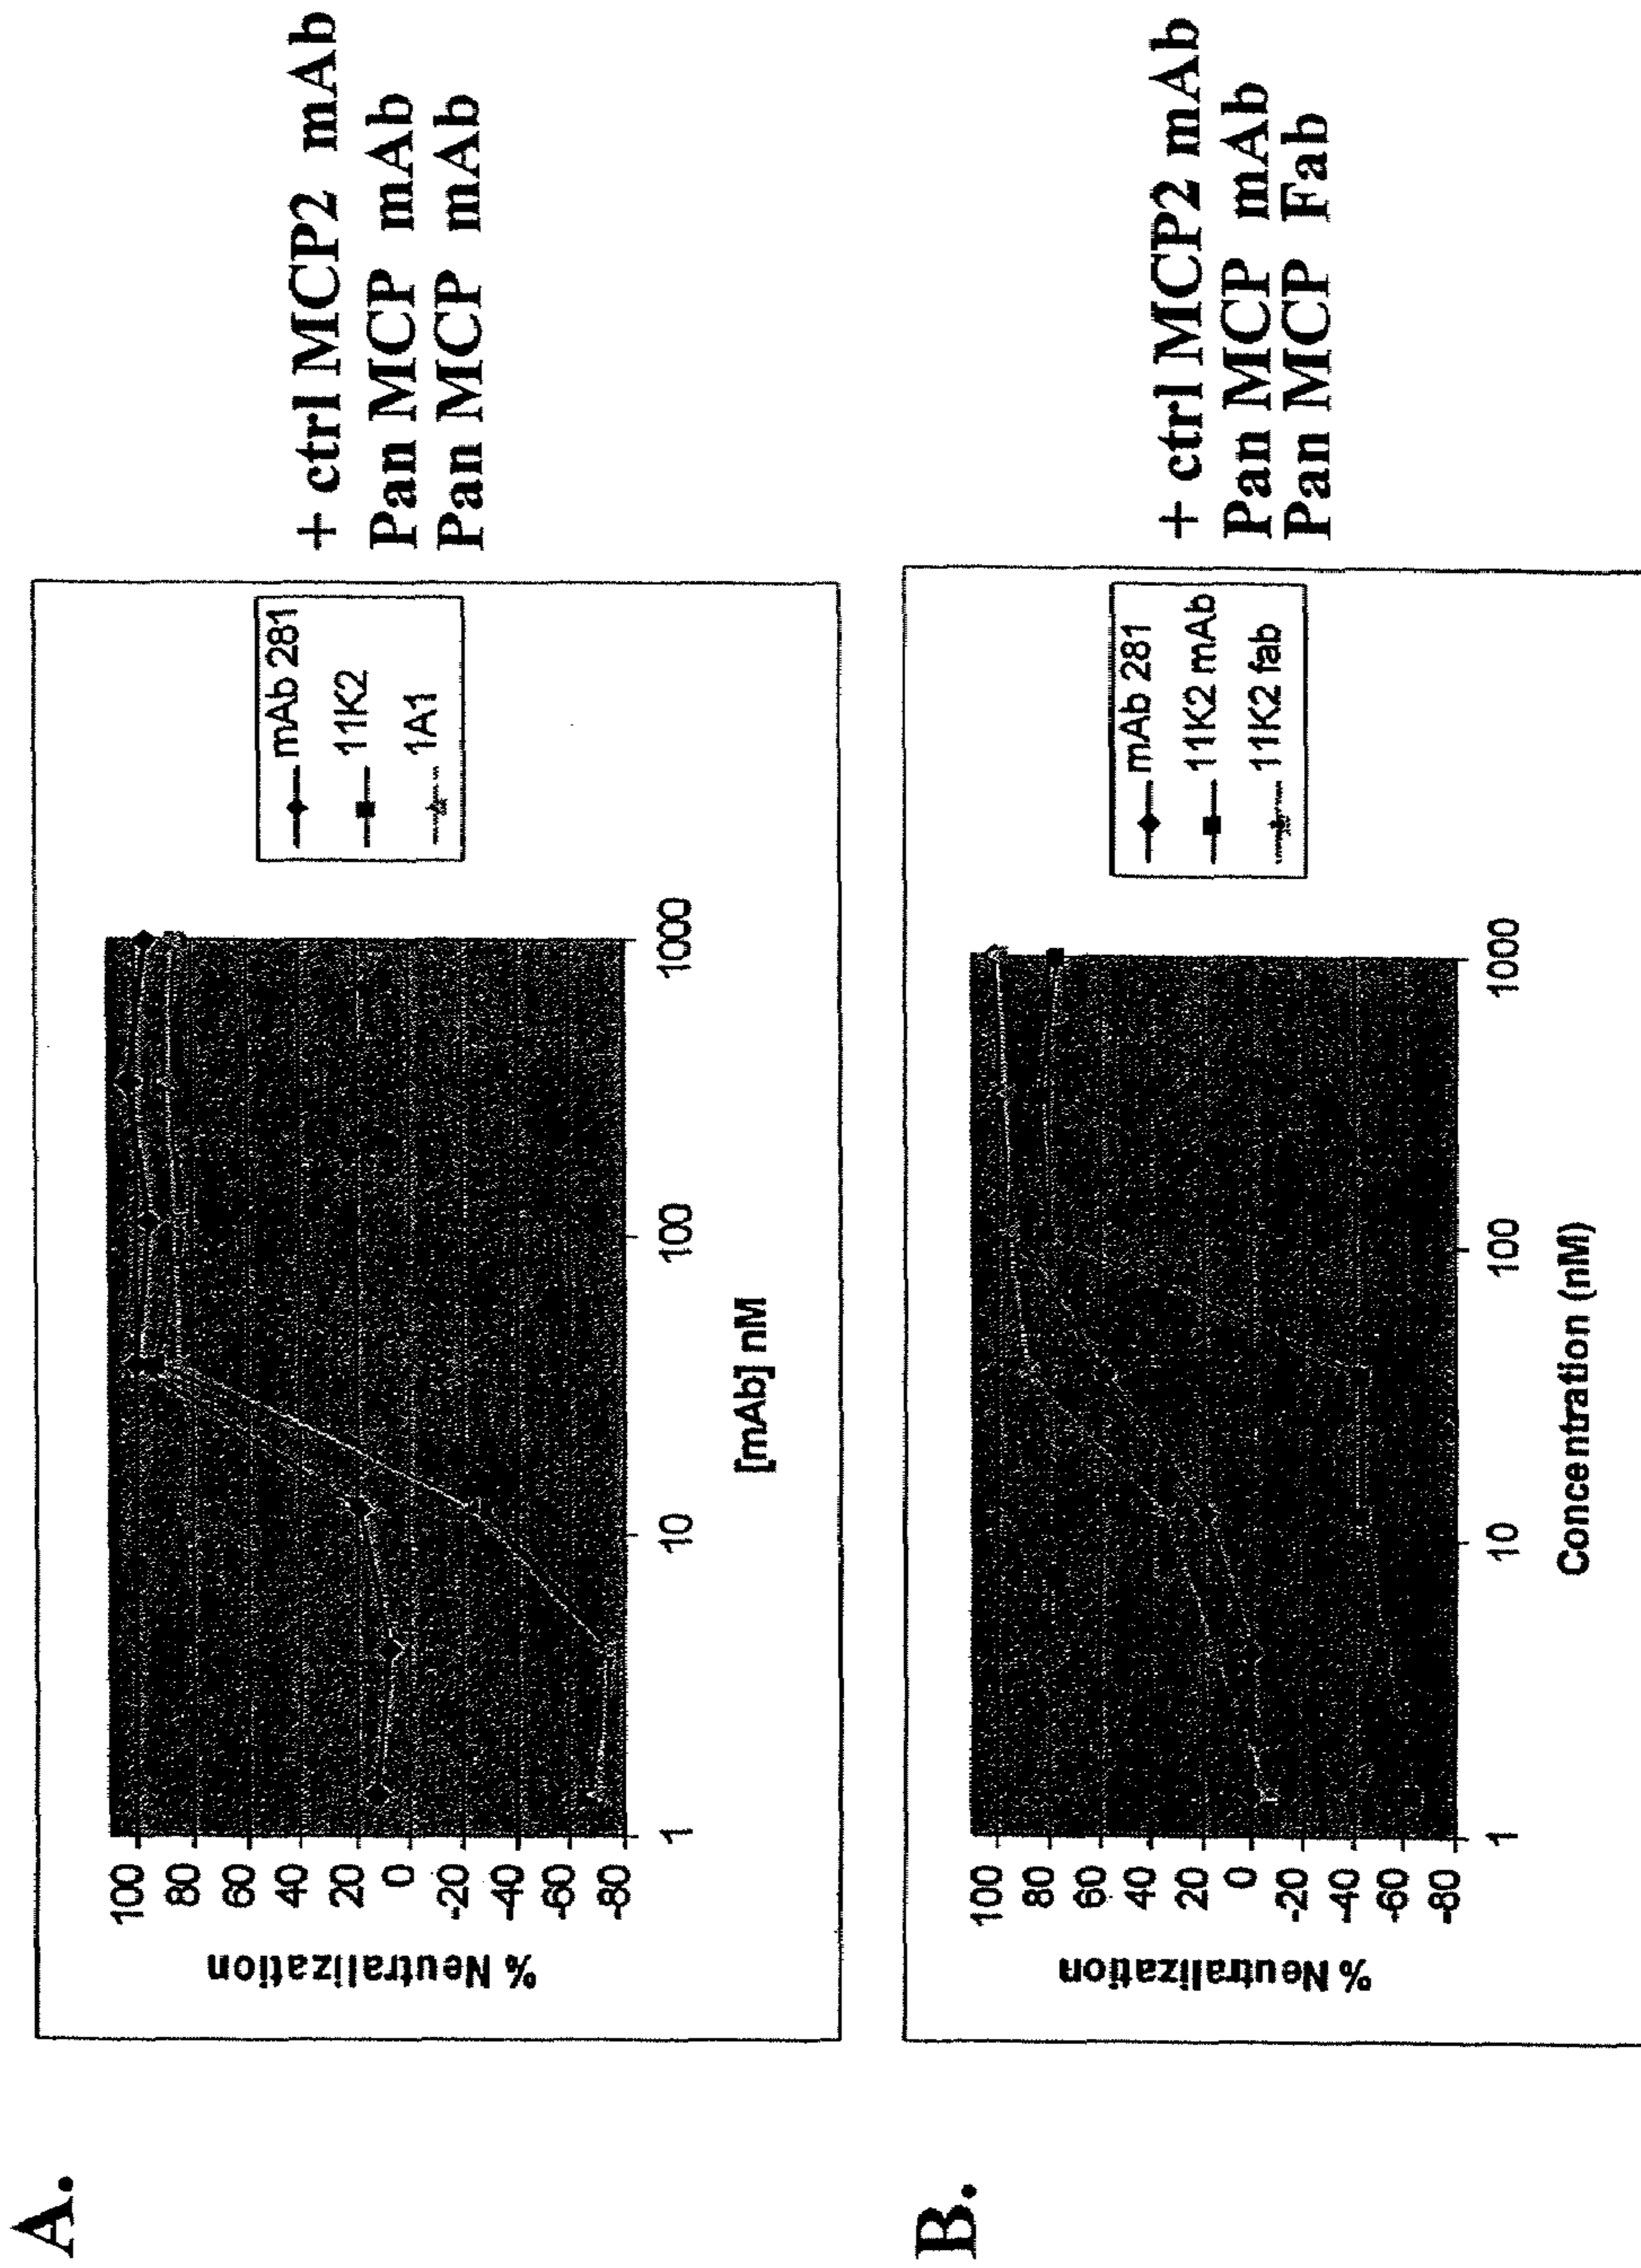 A.
% Neutralization
100
80
60
40
20
0
-20
-40
-60
-80
1
10
100
1000
[mAb] nM
mAb 281
11K2
1A1
+ ctrl MCP2 mAb
Pan MCP mAb
Pan MCP mAb
B.
% Neutralization
100
80
60
40
20
0
-20
-40
-60
-80
1
10
100
1000
Concentration (nM)
mAb 281
11K2 mAb
11K2 fab
+ ctrl MCP2 mAb
Pan MCP mAb
Pan MCP Fab